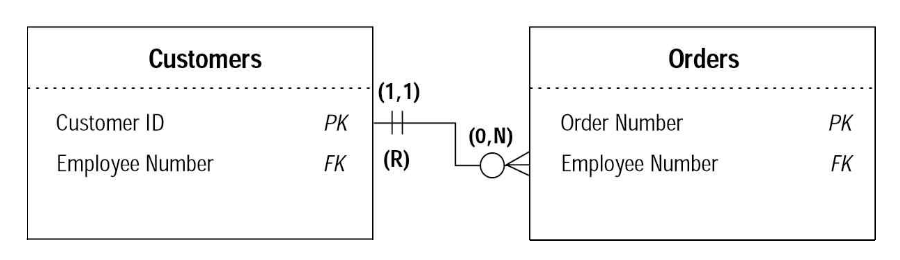 Customers
Customer ID PK
Employee Number FK
(1,1)
(R)
(0,N)
Orders
Order Number PK
Employee Number FK